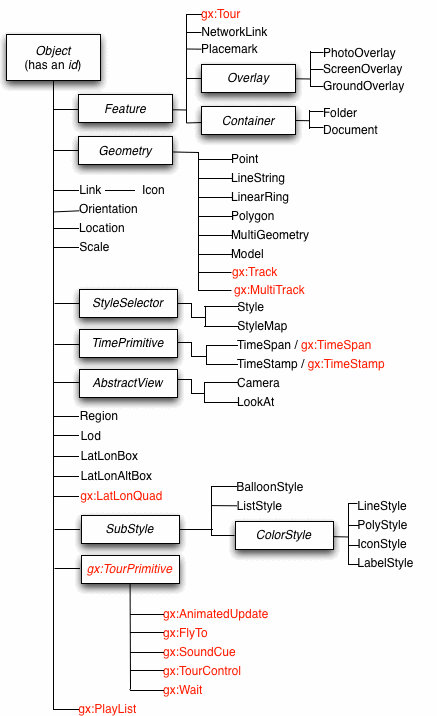 Object
(has an id)
gx:Tour
NetworkLink
Placemark
Overlay
PhotoOverlay
ScreenOverlay
GroundOverlay
Feature
Container
Folder
Document
Geometry
Point
LineString
LinearRing
Polygon
MultiGeometry
Model
gx:Track
gx:MultiTrack
Link
Icon
Orientation
Location
Scale
StyleSelector
Style
StyleMap
TimePrimitive
TimeSpan / gx:TimeSpan
TimeStamp / gx:TimeStamp
AbstractView
Camera
LookAt
Region
Lod
LatLonBox
LatLonAltBox
gx:LatLonQuad
SubStyle
BalloonStyle
ListStyle
ColorStyle
LineStyle
PolyStyle
IconStyle
LabelStyle
gx:TourPrimitive
gx:AnimatedUpdate
gx:FlyTo
gx:SoundCue
gx:TourControl
gx:Wait
gx:PlayList